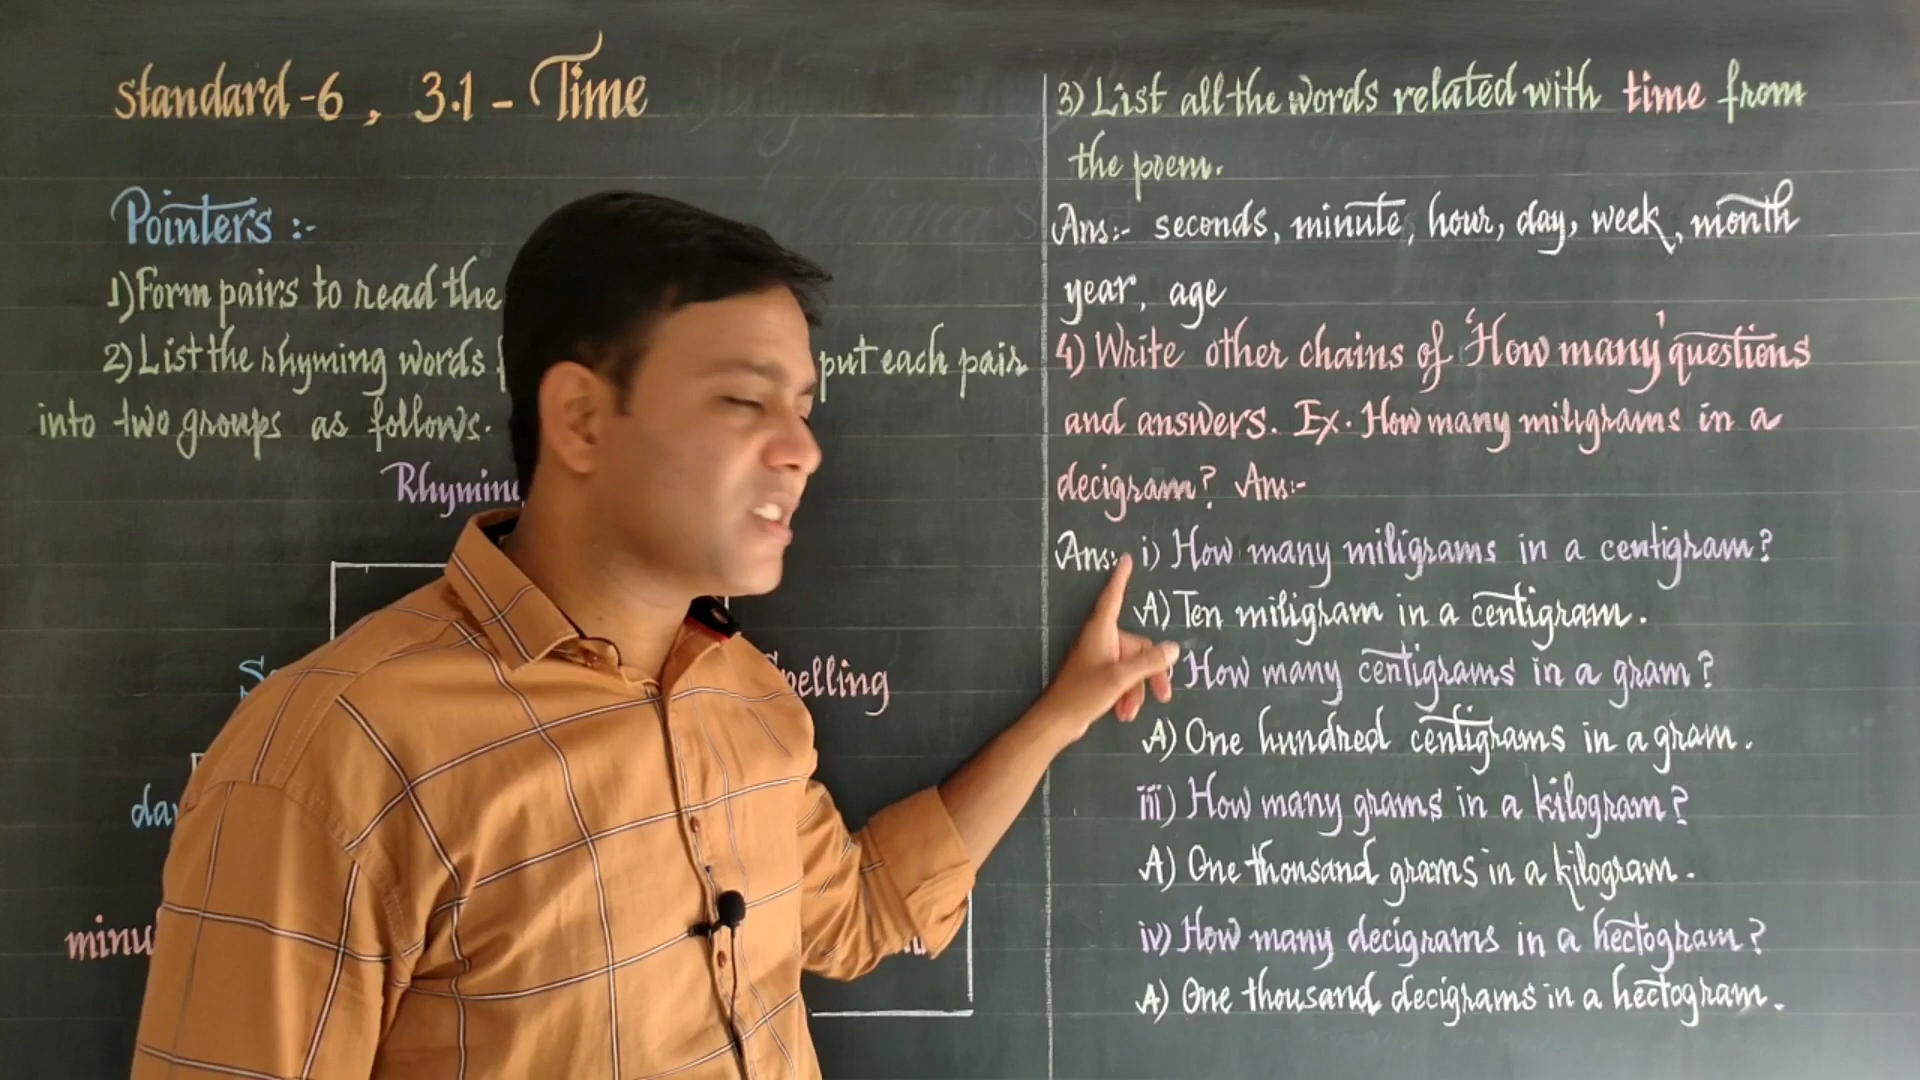 Standard-6, 3.1 - Time
Pointers :-
1) Form pairs to read the
2) List the rhyming words put each pair
into two groups as follows.
Rhyming
Spelling
3) List all the words related with time from
the poem.
Ans:- seconds, minute, hour, day, week, month
year, age
4) Write other chains of 'How many' questions
and answers. Ex. How many miligrams in a
decigram? Ans:-
Ans:- i) How many miligrams in a centigram?
A) Ten miligram in a centigram.
How many centigrams in a gram?
A) One hundred centigrams in a gram.
iii) How many grams in a kilogram?
A) One thousand grams in a kilogram.
iv) How many decigrams in a hectogram?
A) One thousand decigrams in a hectogram.